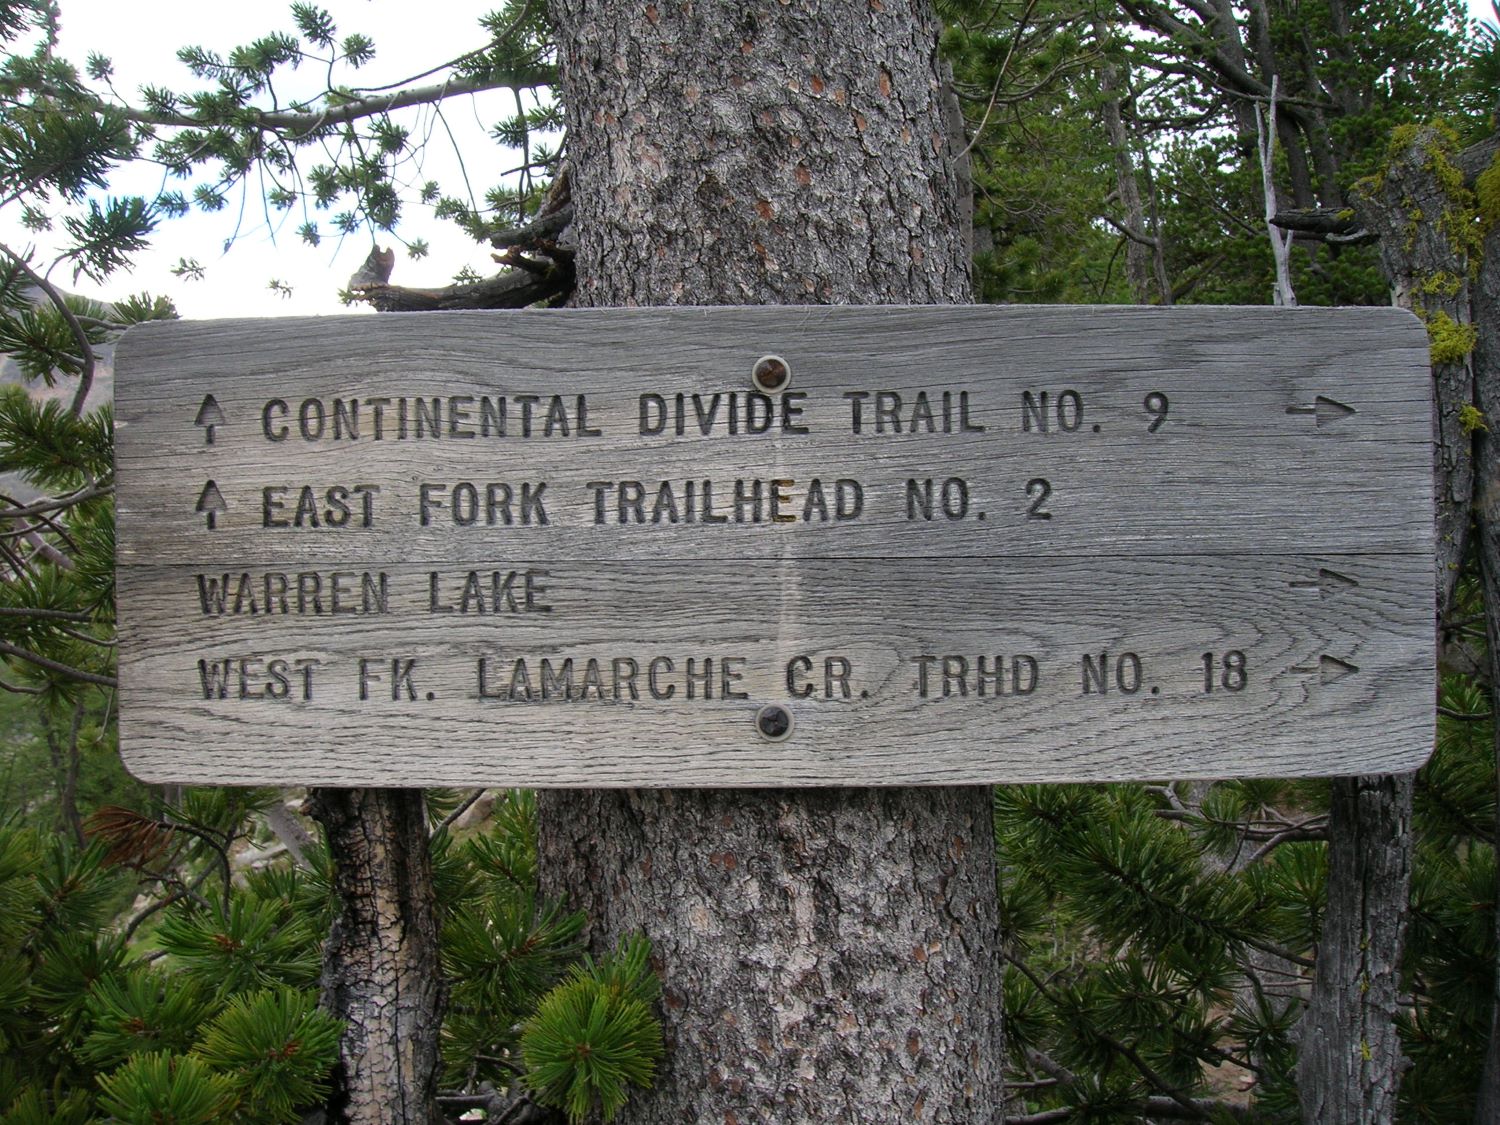 ↑ CONTINENTAL DIVIDE TRAIL NO. 9 →
↑ EAST FORK TRAILHEAD NO. 2
WARREN LAKE →
WEST FK. LAMARCHE CR. TRHD NO. 18 →